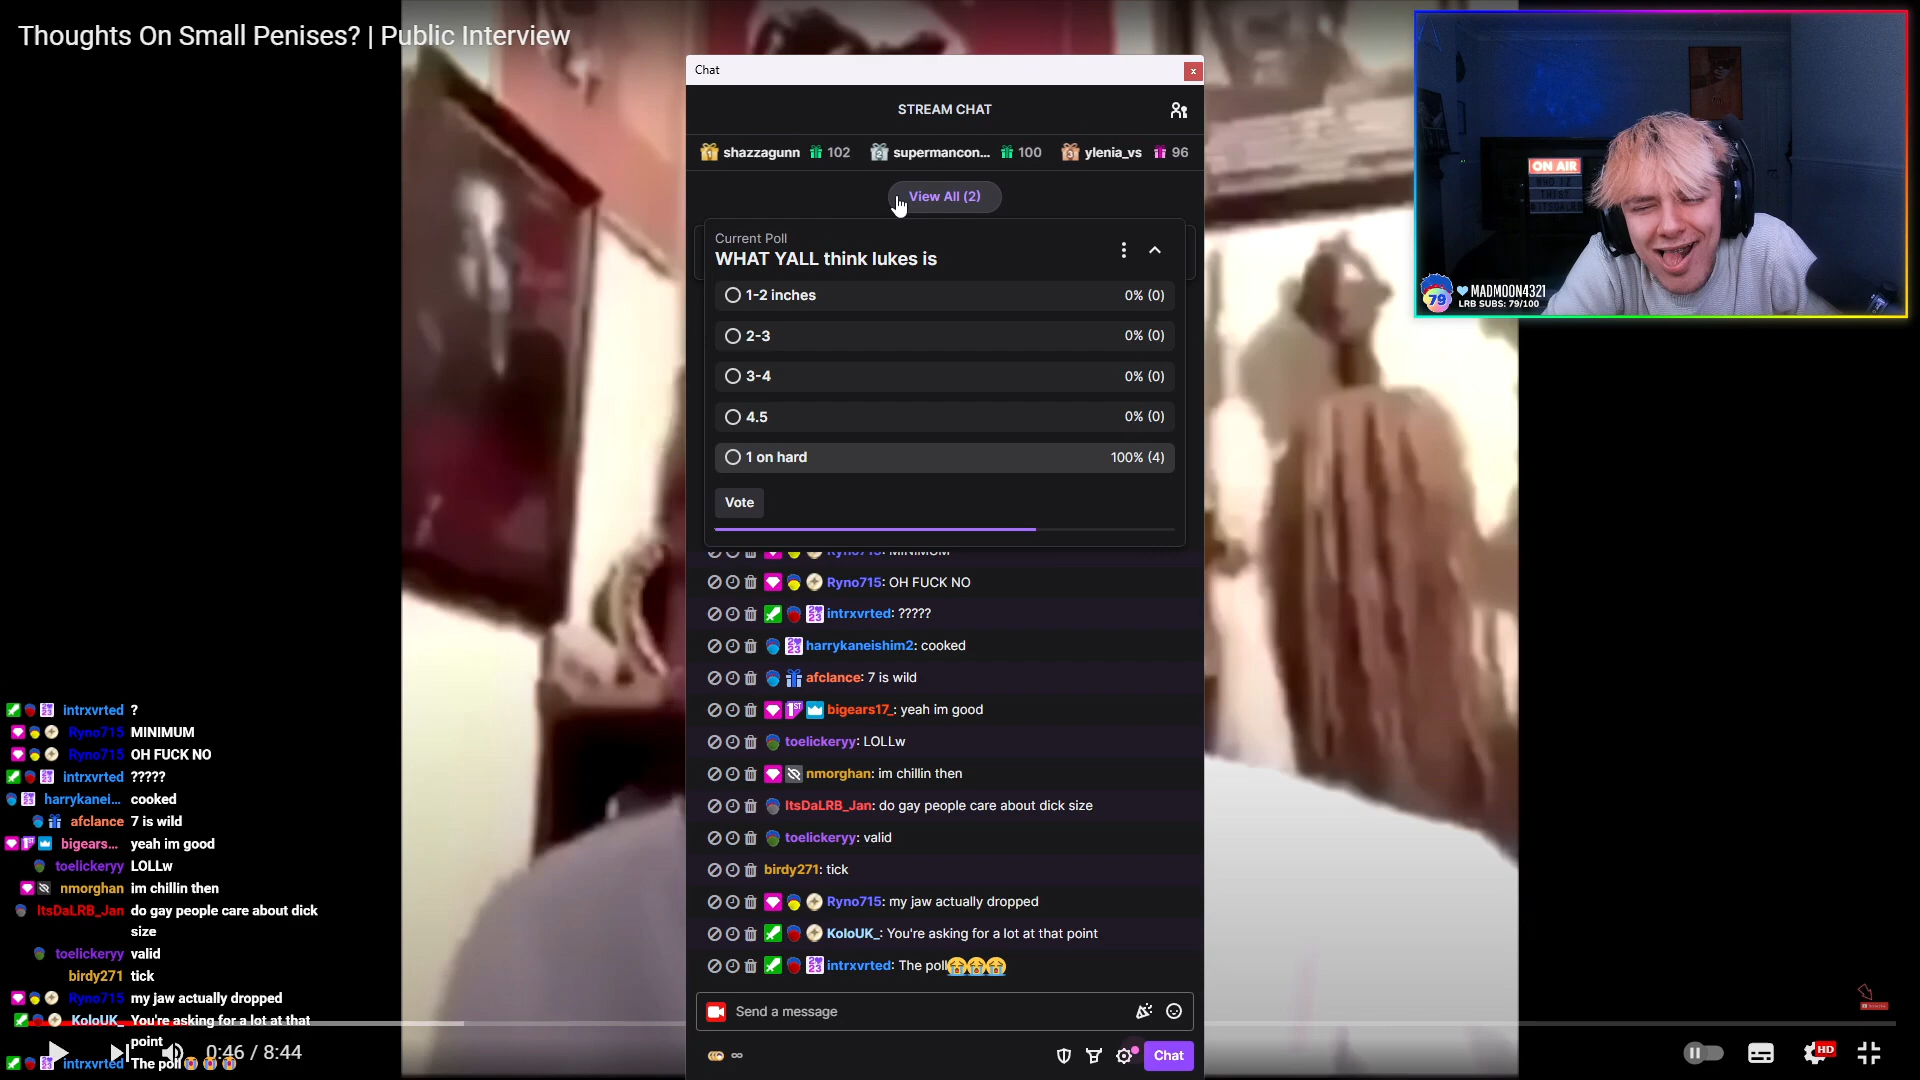 Thoughts On Small Penises? | Public Interview
Chat
x
STREAM CHAT
1 shazzagunn 102 2 supermancon... 100 3 ylenia_vs 96
View All (2)
Current Poll
WHAT YALL think lukes is
1-2 inches 0% (0)
2-3 0% (0)
3-4 0% (0)
4.5 0% (0)
1 on hard 100% (4)
Vote
Ryno715: MINIMUM
Ryno715: OH FUCK NO
intrxvrted: ?????
harrykaneishim2: cooked
afclance: 7 is wild
bigears17_: yeah im good
toelickeryy: LOLLw
nmorghan: im chillin then
ItsDaLRB_Jan: do gay people care about dick size
toelickeryy: valid
birdy271: tick
Ryno715: my jaw actually dropped
KoloUK_: You're asking for a lot at that point
intrxvrted: The poll😭😭😭
Send a message
Chat
ON AIR
79
MADMOON4321
LRB SUBS: 79/100
intrxvrted ?
Ryno715 MINIMUM
Ryno715 OH FUCK NO
intrxvrted ?????
harrykanei... cooked
afclance 7 is wild
bigears... yeah im good
toelickeryy LOLLw
nmorghan im chillin then
ItsDaLRB_Jan do gay people care about dick
size
toelickeryy valid
birdy271 tick
Ryno715 my jaw actually dropped
KoloUK_ You're asking for a lot at that
point
intrxvrted The poll😭😭😭
0:46 / 8:44
HD